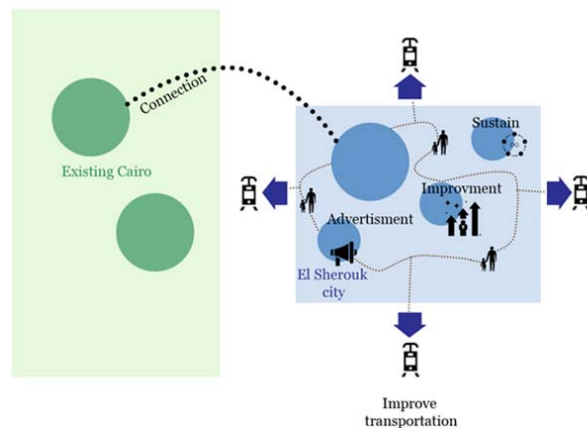 Connection
Existing Cairo
Sustain
Improvment
Advertisment
El Sherouk
city
Improve
transportation